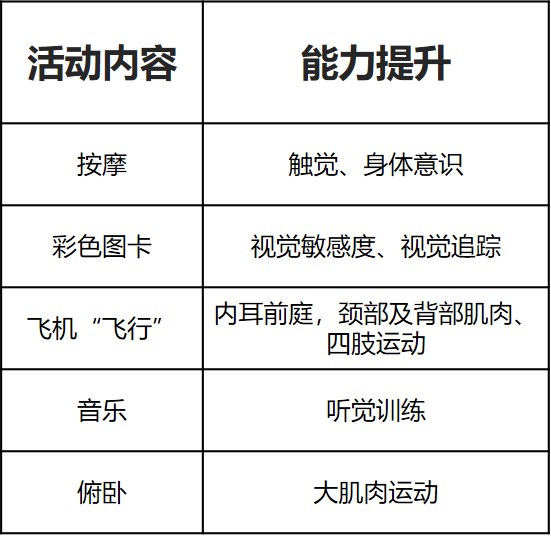 活动内容 能力提升
按摩 触觉、身体意识
彩色图卡 视觉敏感度、视觉追踪
飞机“飞行” 内耳前庭，颈部及背部肌肉、
四肢运动
音乐 听觉训练
俯卧 大肌肉运动